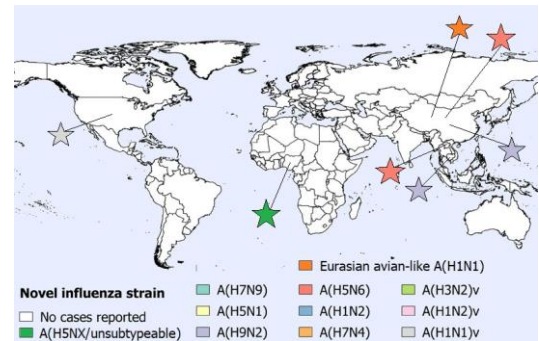 Eurasian avian-like A(H1N1)
Novel influenza strain
A(H7N9)
A(H5N6)
A(H3N2)v
No cases reported
A(H5N1)
A(H1N2)
A(H1N2)v
A(H5NX/unsubtypeable)
A(H9N2)
A(H7N4)
A(H1N1)v